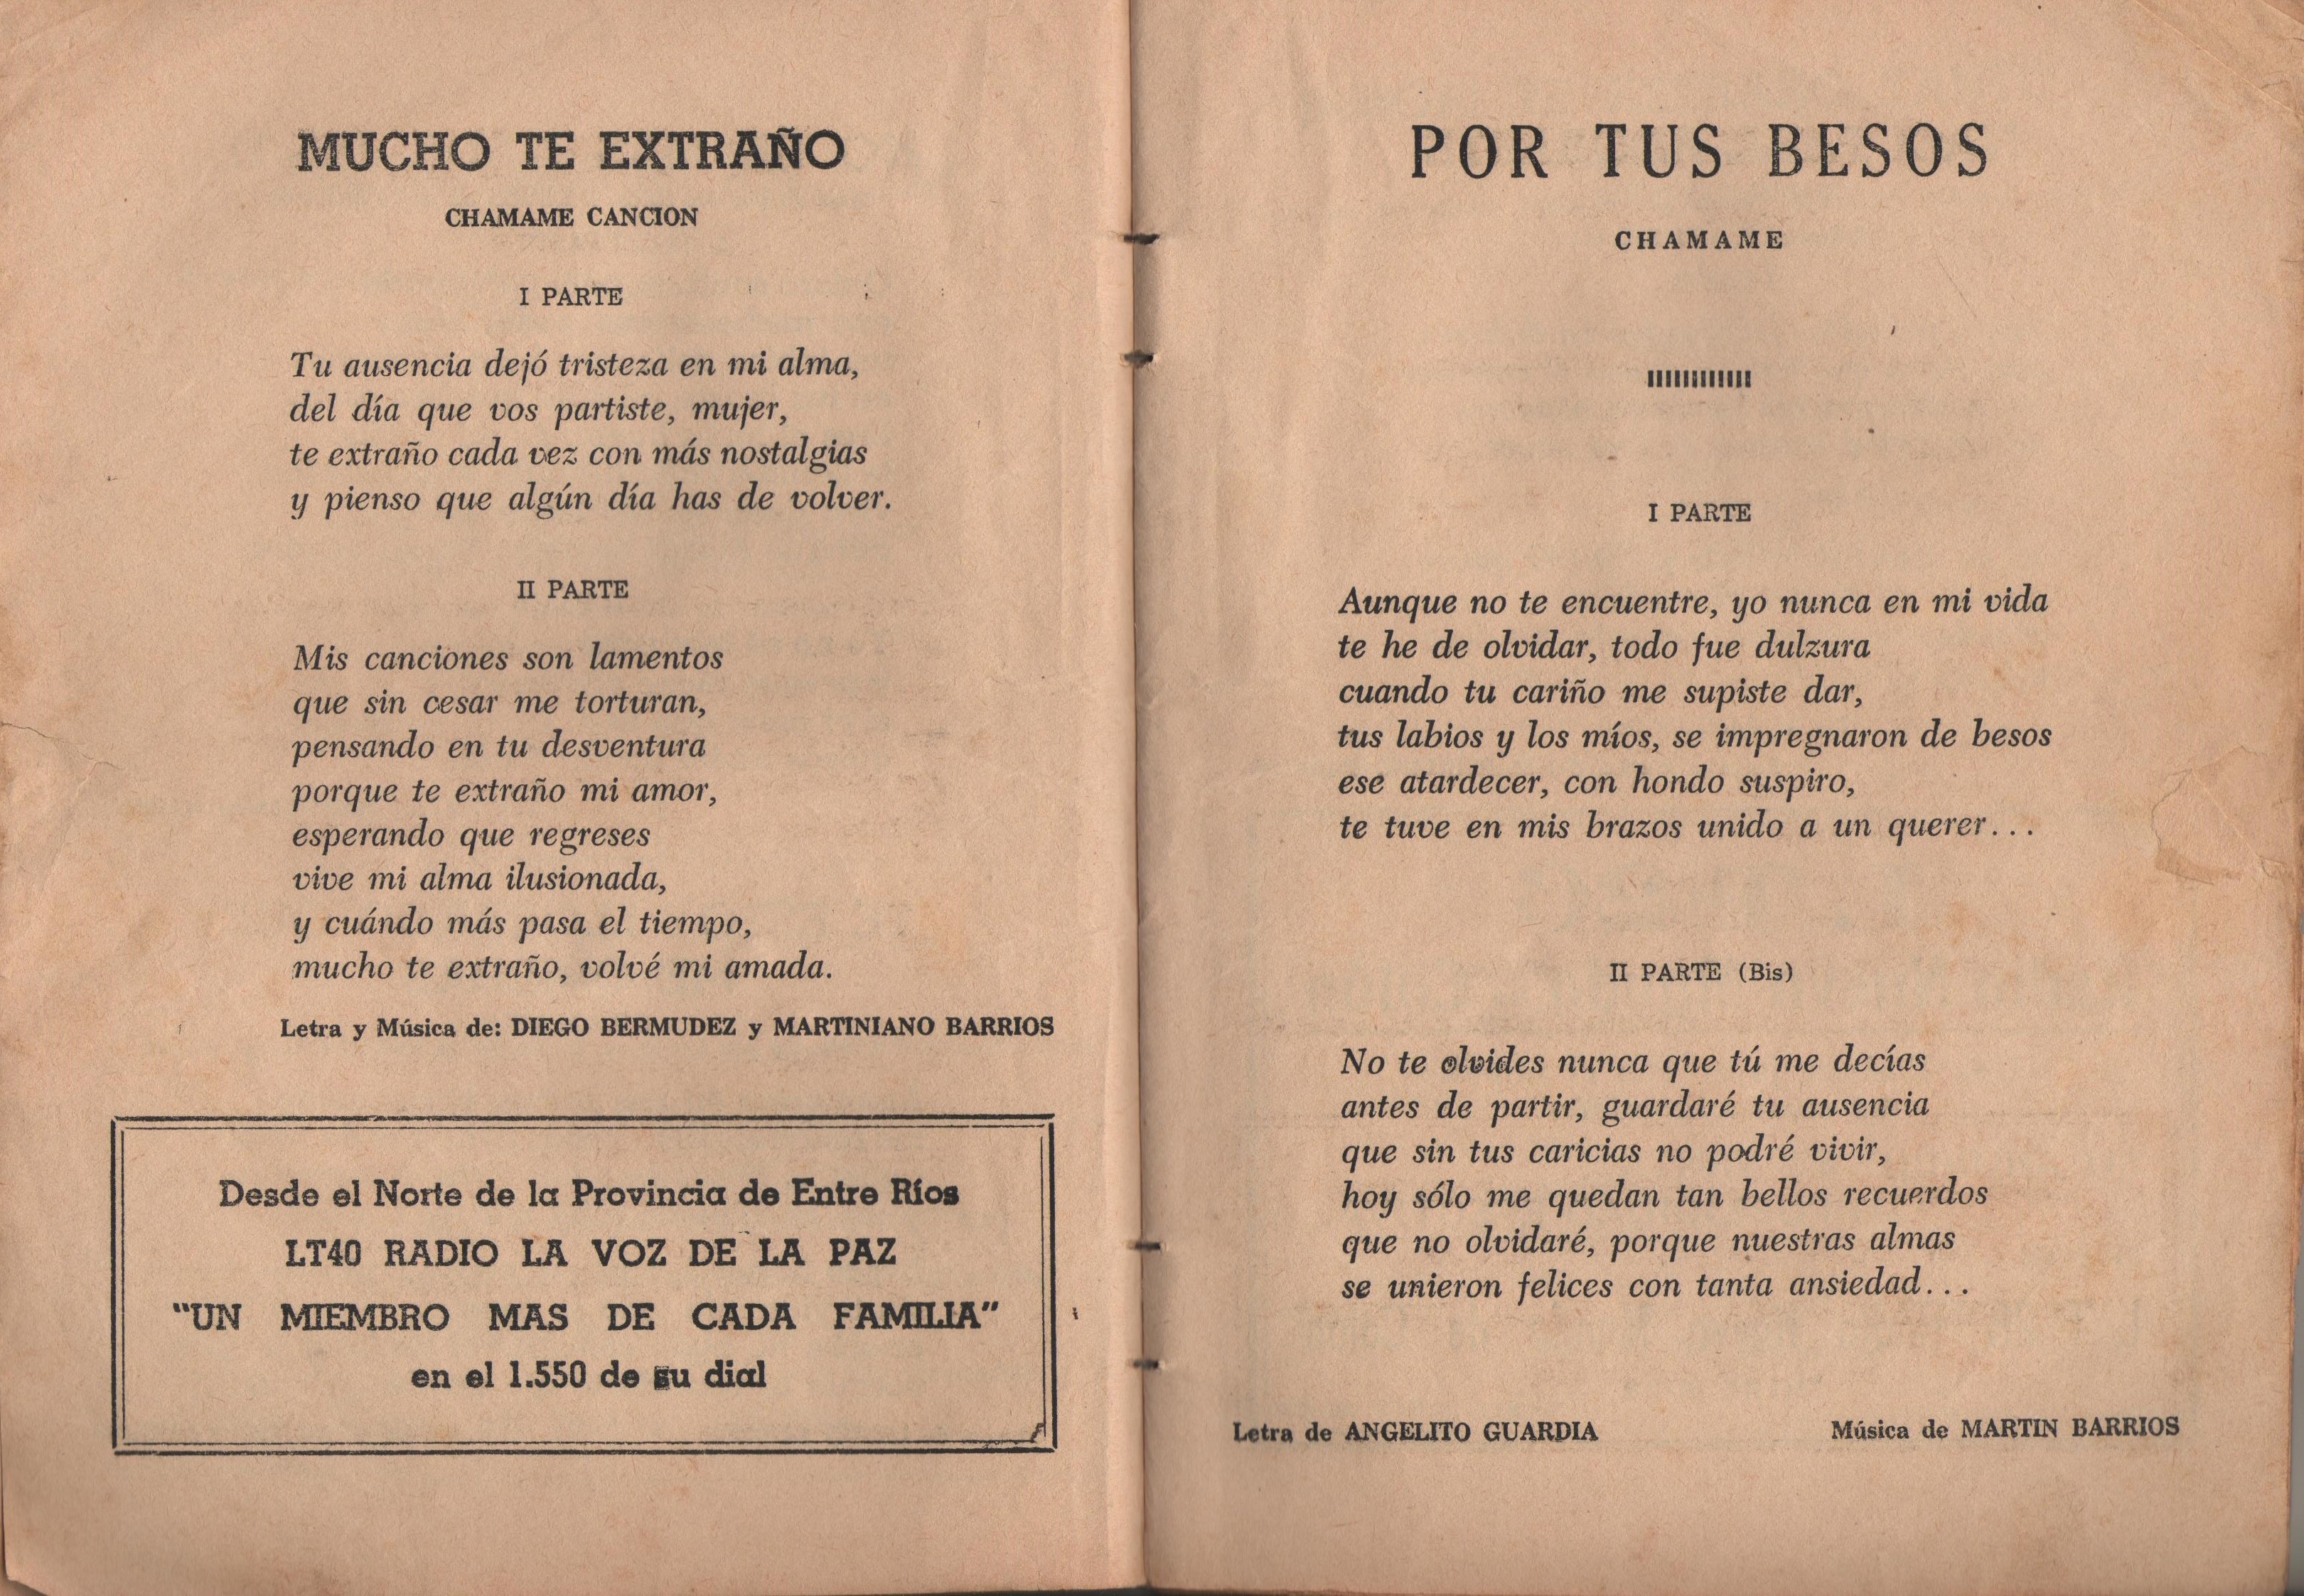 MUCHO TE EXTRAÑO
CHAMAME CANCION
I PARTE
Tu ausencia dejó tristeza en mi alma,
del día que vos partiste, mujer,
te extraño cada vez con más nostalgias
y pienso que algún día has de volver.
II PARTE
Mis canciones son lamentos
que sin cesar me torturan,
pensando en tu desventura
porque te extraño mi amor,
esperando que regreses
vive mi alma ilusionada,
y cuándo más pasa el tiempo,
mucho te extraño, volvé mi amada.
Letra y Música de: DIEGO BERMUDEZ y MARTINIANO BARRIOS
Desde el Norte de la Provincia de Entre Ríos
LT40 RADIO LA VOZ DE LA PAZ
"UN MIEMBRO MAS DE CADA FAMILIA"
en el 1.550 de su dial
POR TUS BESOS
CHAMAME
I PARTE
Aunque no te encuentre, yo nunca en mi vida
te he de olvidar, todo fue dulzura
cuando tu cariño me supiste dar,
tus labios y los míos, se impregnaron de besos
ese atardecer, con hondo suspiro,
te tuve en mis brazos unido a un querer...
II PARTE (Bis)
No te olvides nunca que tú me decías
antes de partir, guardaré tu ausencia
que sin tus caricias no podré vivir,
hoy sólo me quedan tan bellos recuerdos
que no olvidaré, porque nuestras almas
se unieron felices con tanta ansiedad...
Letra de ANGELITO GUARDIA Música de MARTIN BARRIOS